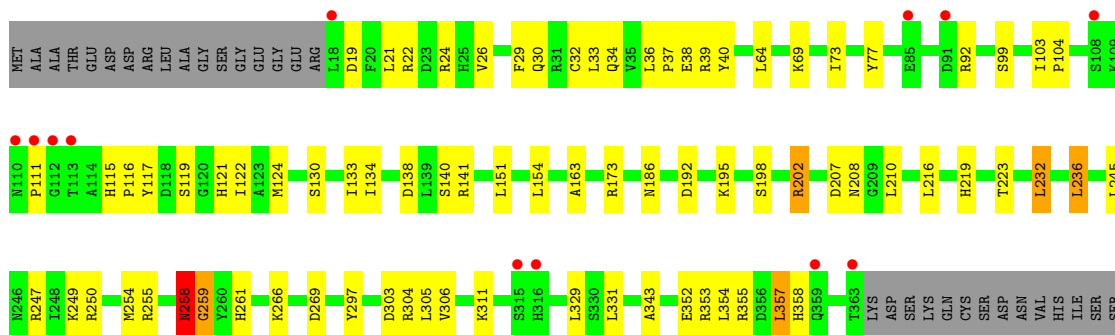 MET ALA ALA THR GLU ASP ASP ARG LEU ALA GLY SER GLY GLU GLY GLU ARG L18 D19 F20 L21 R22 D23 R24 H25 V26 F29 Q30 R31 C32 L33 Q34 V35 L36 P37 E38 R39 Y40 L64 K69 I73 Y77 E85 D91 R92 S99 I103 P104 S108 K109
N110 P111 G112 T113 A114 H115 P116 Y117 D118 S119 G120 H121 I122 A123 M124 S130 I133 I134 D138 L139 S140 R141 L151 L154 A163 R173 N186 D192 K195 S198 R202 D207 N208 G209 L210 L216 H219 T223 L232 L236 L245
N246 R247 I248 K249 R250 M254 R255 N258 G259 Y260 H261 K266 D269 Y297 D303 R304 L305 V306 K311 S315 H316 L329 S330 L331 A343 E352 R353 L354 R355 D356 L357 H358 Q359 T363 LYS ASP SER LYS GLN CYS SER ASP ASN VAL HIS ILE SER